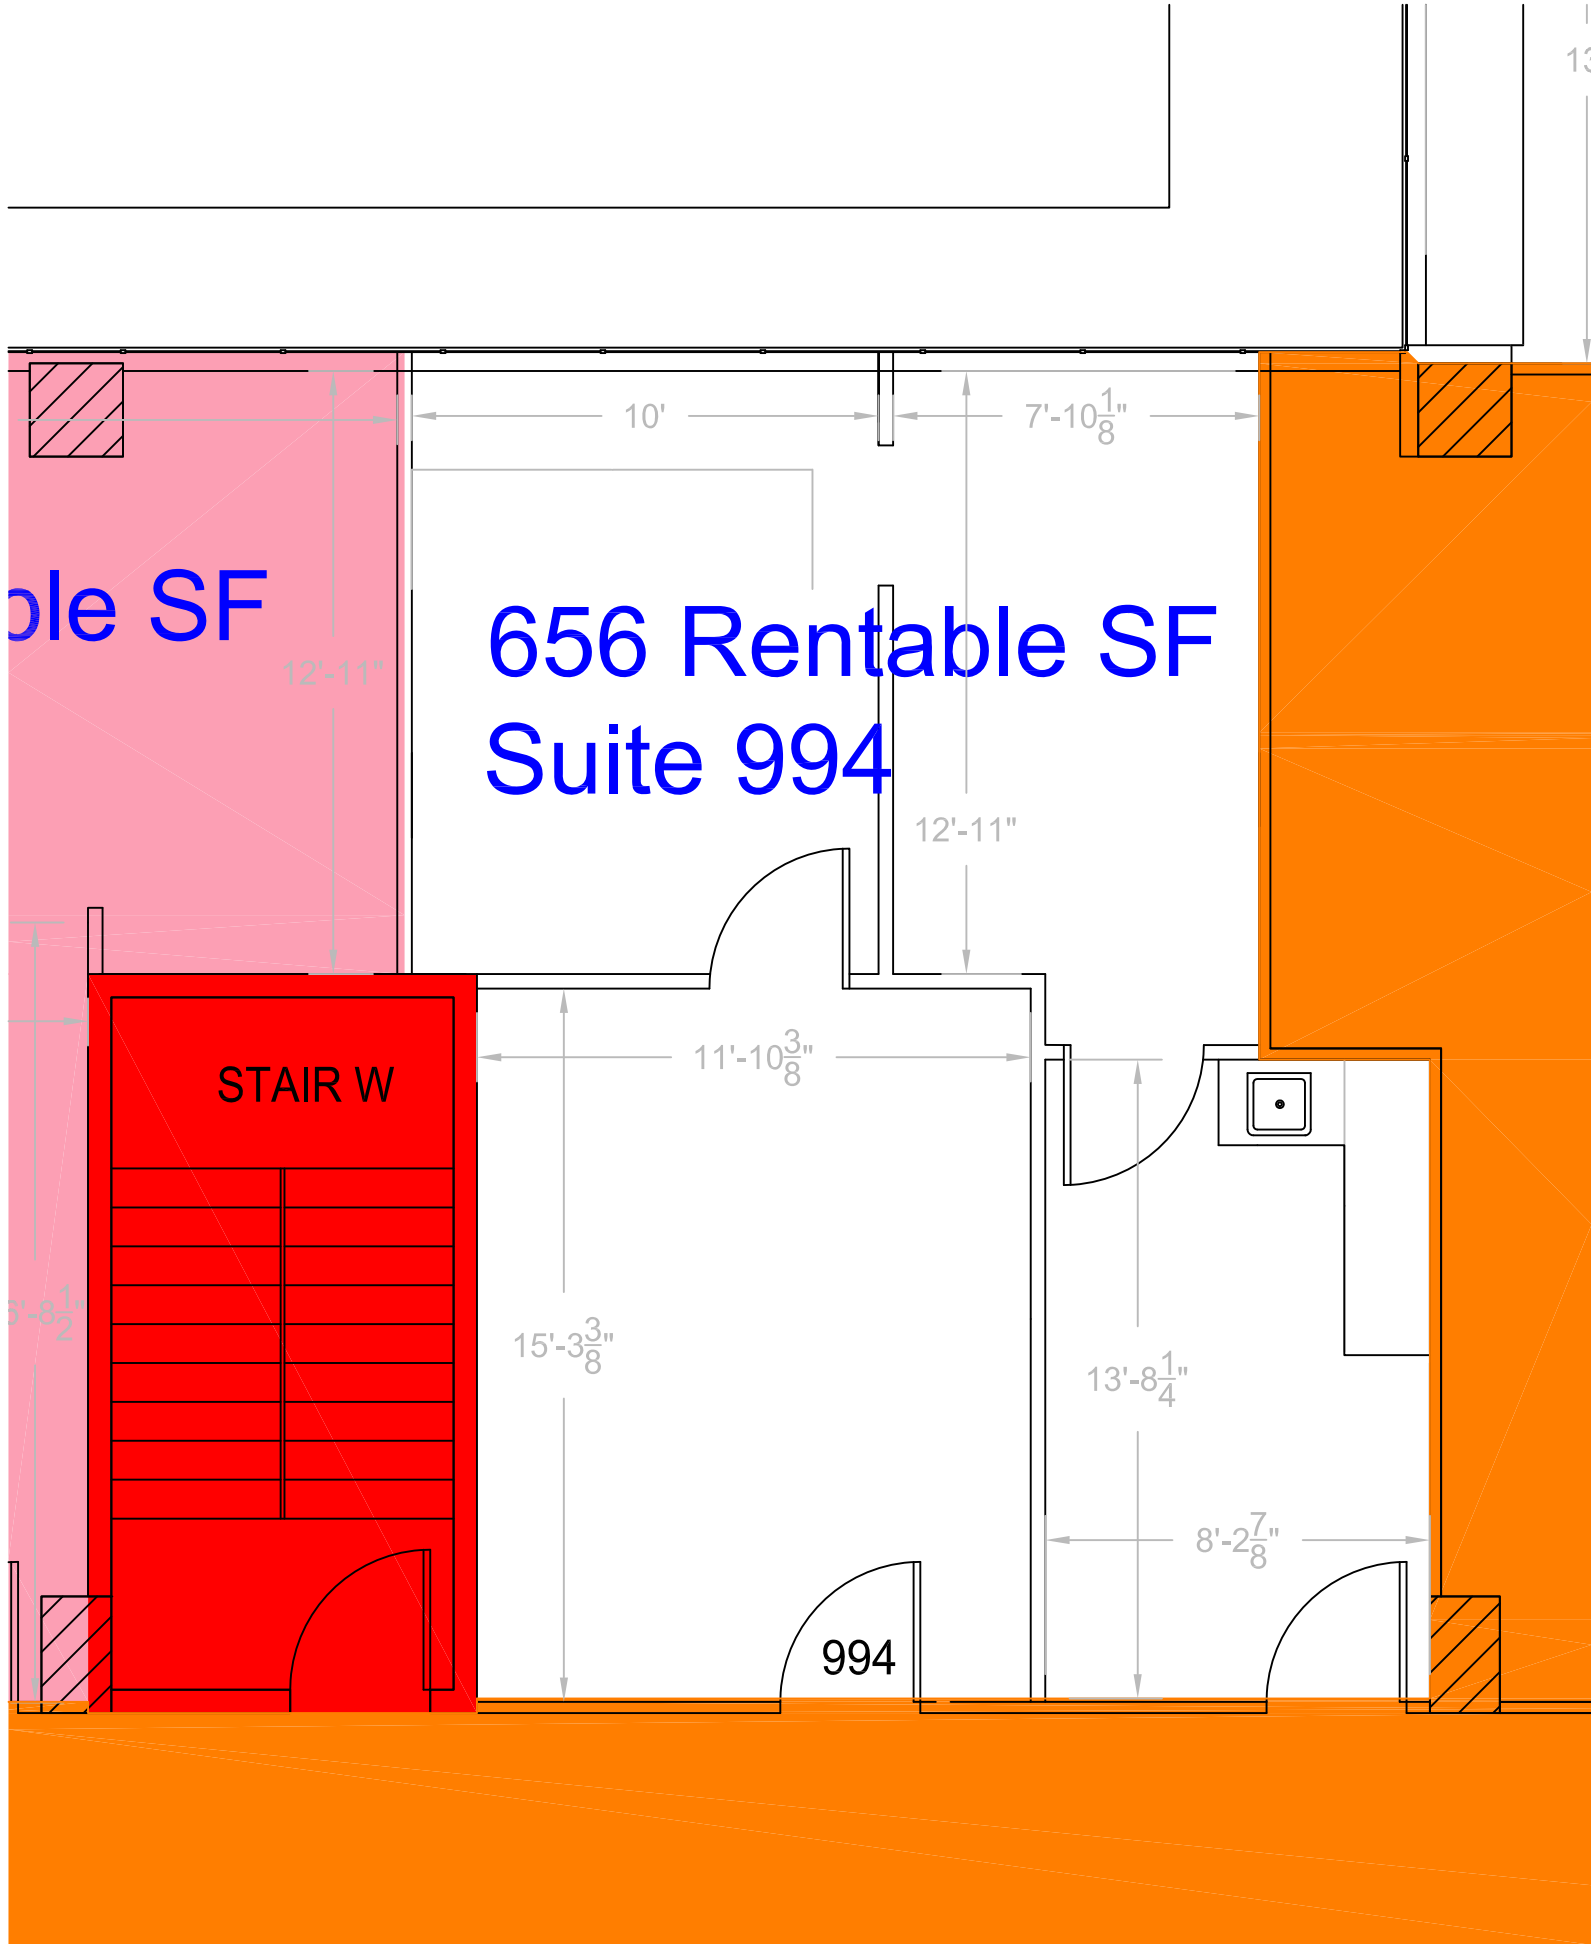 10'
7'-10 1/8"
ble SF
656 Rentable SF
12'-11"
Suite 994
12'-11"
11'-10 3/8"
STAIR W
15'-3 3/8"
13'-8 1/4"
8'-2 7/8"
994